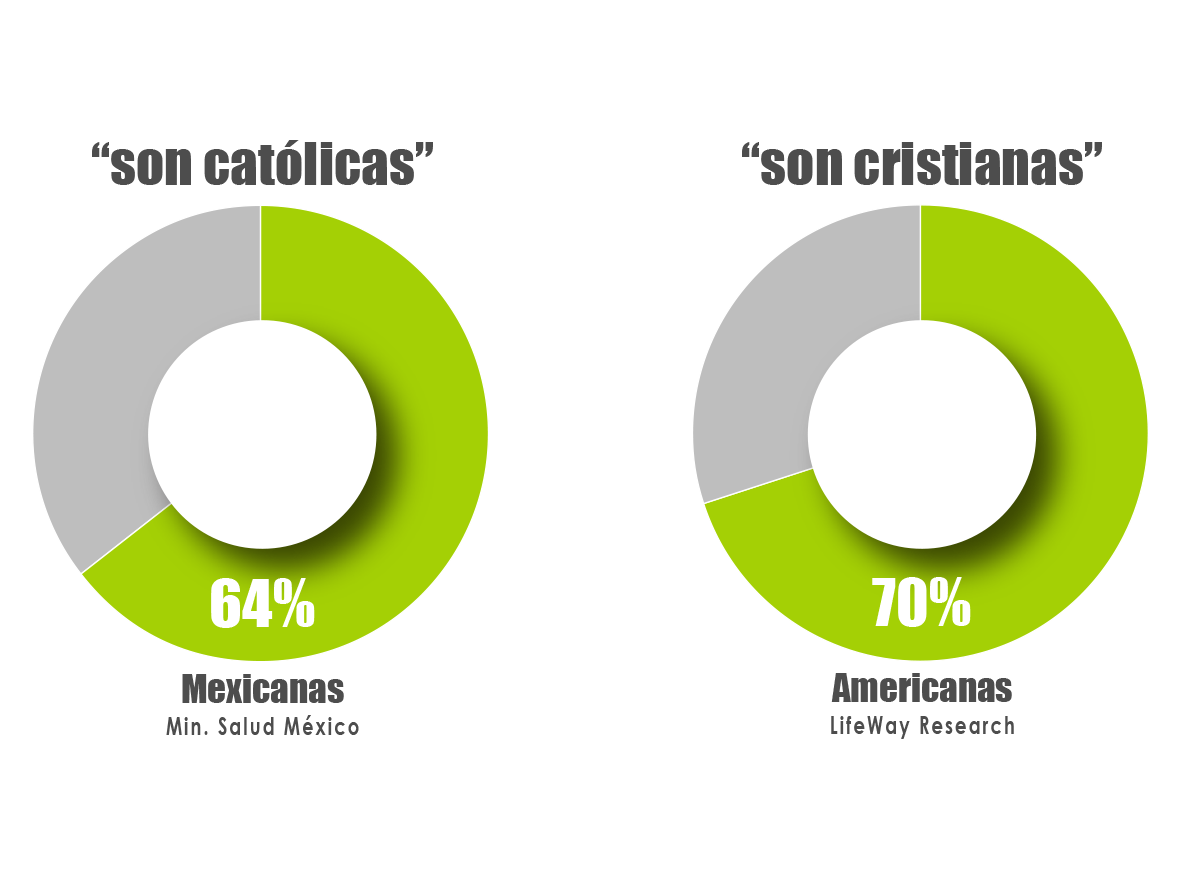 “son católicas”
64%
Mexicanas
Min. Salud México
“son cristianas”
70%
Americanas
LifeWay Research